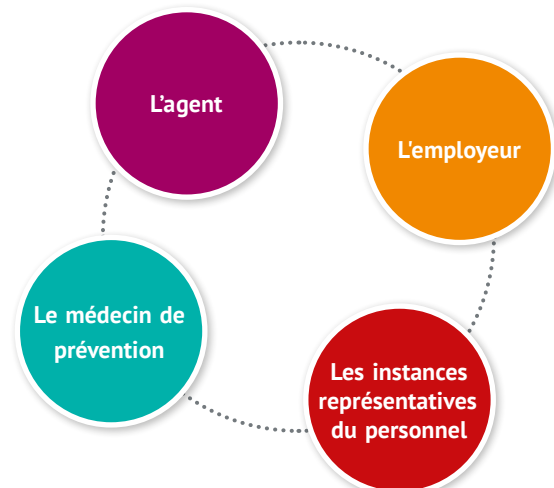 L'agent
L'employeur
Le médecin de
prévention
Les instances
représentatives
du personnel